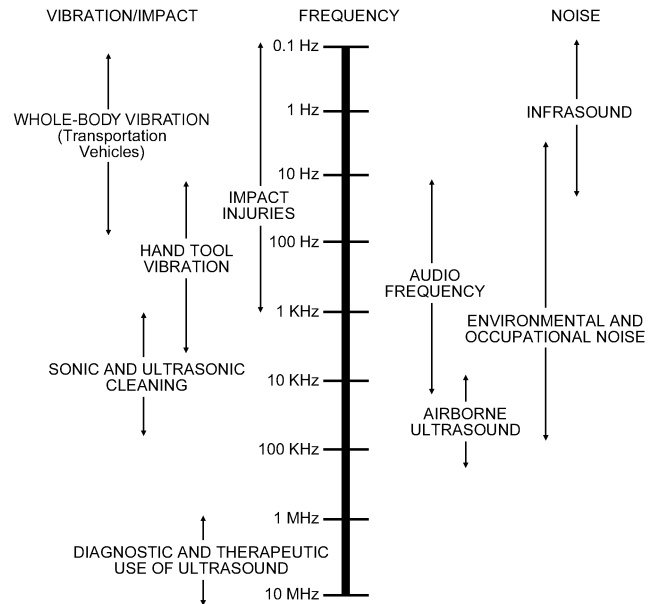 VIBRATION/IMPACT
FREQUENCY
NOISE
0.1 Hz
1 Hz
10 Hz
100 Hz
1 KHz
10 KHz
100 KHz
1 MHz
10 MHz
WHOLE-BODY VIBRATION
(Transportation
Vehicles)
IMPACT
INJURIES
HAND TOOL
VIBRATION
SONIC AND ULTRASONIC
CLEANING
DIAGNOSTIC AND THERAPEUTIC
USE OF ULTRASOUND
INFRASOUND
AUDIO
FREQUENCY
ENVIRONMENTAL AND
OCCUPATIONAL NOISE
AIRBORNE
ULTRASOUND